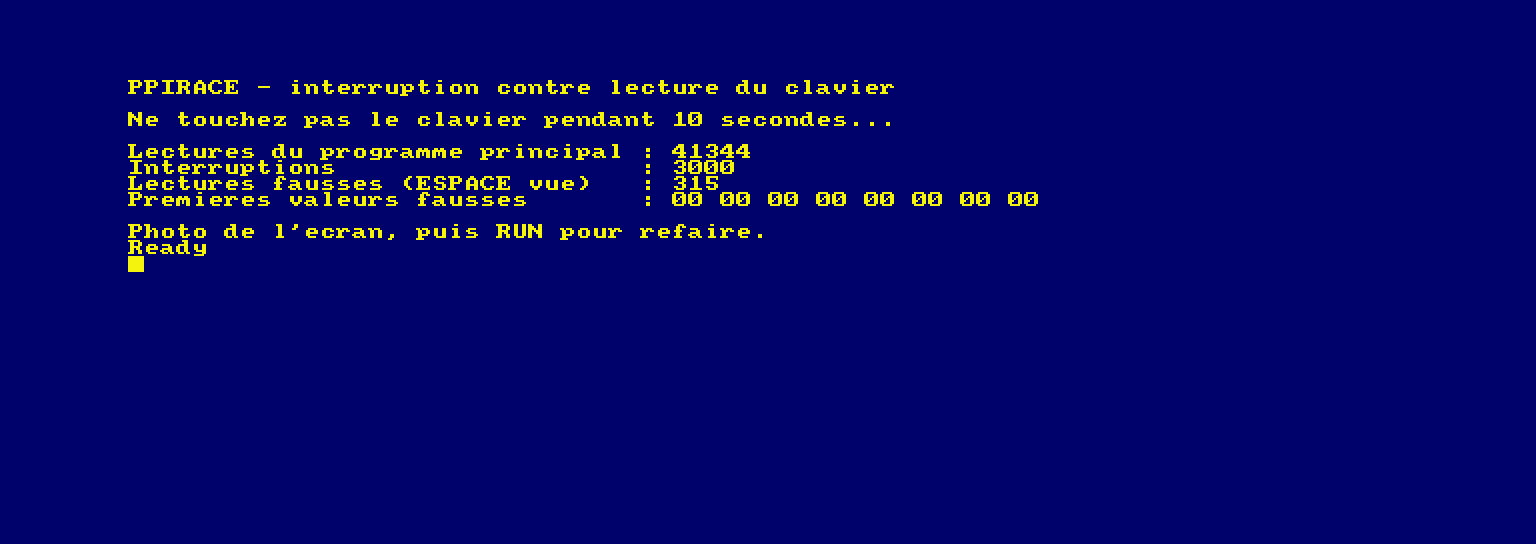 PPIRACE - interruption contre lecture du clavier
Ne touchez pas le clavier pendant 10 secondes...
Lectures du programme principal : 41344
Interruptions : 3000
Lectures fausses (ESPACE vue) : 315
Premieres valeurs fausses : 00 00 00 00 00 00 00 00
Photo de l'ecran, puis RUN pour refaire.
Ready